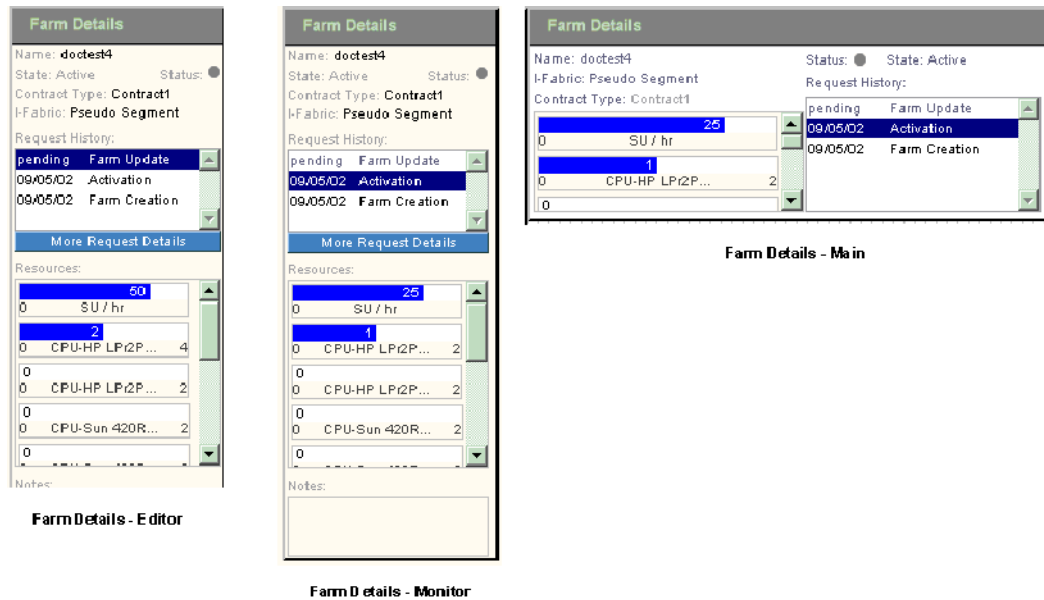 Farm Details
Name: doctest4
State: Active Status:
Contract Type: Contract1
I-Fabric: Pseudo Segment
Request History:
pending Farm Update
09/05/02 Activation
09/05/02 Farm Creation
More Request Details
Resources:
50
0 SU / hr
2
0 CPU-HP LPr2P... 4
0
0 CPU-HP LPr2P... 2
0
0 CPU-Sun 420R... 2
0
Notes:
Farm Details - Editor
Farm Details
Name: doctest4
State: Active Status:
Contract Type: Contract1
I-Fabric: Pseudo Segment
Request History:
pending Farm Update
09/05/02 Activation
09/05/02 Farm Creation
More Request Details
Resources:
25
0 SU / hr
1
0 CPU-HP LPr2P... 2
0
0 CPU-HP LPr2P... 2
0
0 CPU-Sun 420R... 2
0
Notes:
Farm Details - Monitor
Farm Details
Name: doctest4
I-Fabric: Pseudo Segment
Contract Type: Contract1
25
0 SU / hr
1
0 CPU-HP LPr2P... 2
0
Status: State: Active
Request History:
pending Farm Update
09/05/02 Activation
09/05/02 Farm Creation
Farm Details - Main